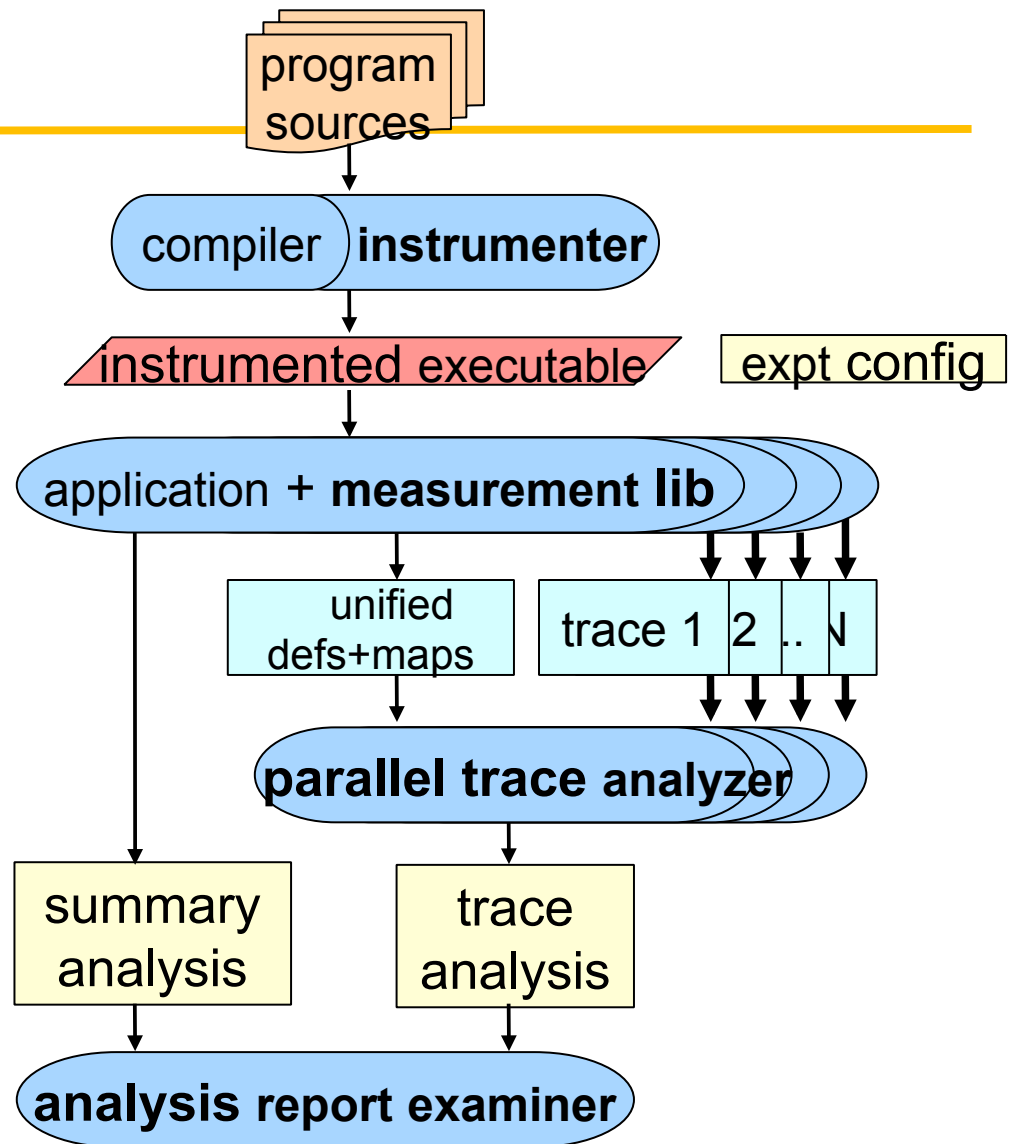 program
sources
compiler instrumenter
instrumented executable
expt config
application + measurement lib
unified
defs+maps
trace 1 2 .. N
parallel trace analyzer
summary
analysis
trace
analysis
analysis report examiner